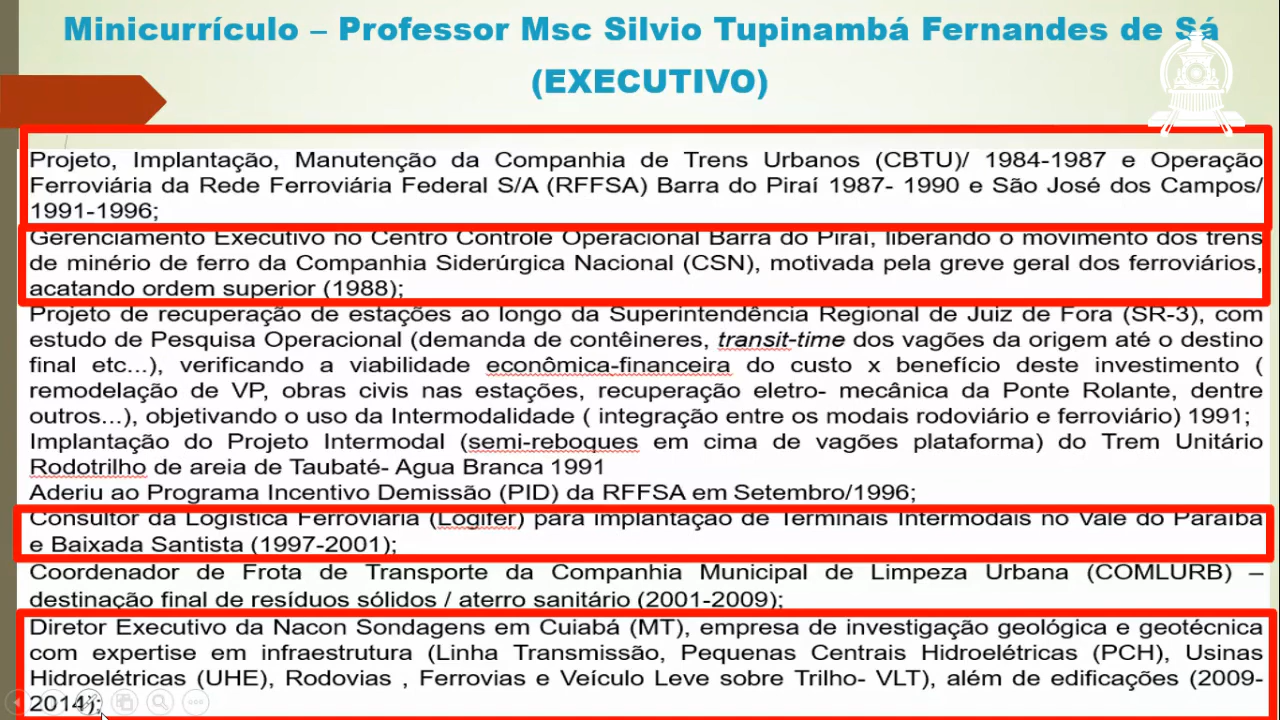 Minicurrículo – Professor Msc Silvio Tupinambá Fernandes de Sá
(EXECUTIVO)
Projeto, Implantação, Manutenção da Companhia de Trens Urbanos (CBTU)/ 1984-1987 e Operação
Ferroviária da Rede Ferroviária Federal S/A (RFFSA) Barra do Piraí 1987- 1990 e São José dos Campos/
1991-1996;
Gerenciamento Executivo no Centro Controle Operacional Barra do Piraí, liberando o movimento dos trens
de minério de ferro da Companhia Siderúrgica Nacional (CSN), motivada pela greve geral dos ferroviários,
acatando ordem superior (1988);
Projeto de recuperação de estações ao longo da Superintendência Regional de Juiz de Fora (SR-3), com
estudo de Pesquisa Operacional (demanda de contêineres, transit-time dos vagões da origem até o destino
final etc...), verificando a viabilidade econômica-financeira do custo x benefício deste investimento (
remodelação de VP, obras civis nas estações, recuperação eletro- mecânica da Ponte Rolante, dentre
outros...), objetivando o uso da Intermodalidade ( integração entre os modais rodoviário e ferroviário) 1991;
Implantação do Projeto Intermodal (semi-reboques em cima de vagões plataforma) do Trem Unitário
Rodotrilho de areia de Taubaté- Agua Branca 1991
Aderiu ao Programa Incentivo Demissão (PID) da RFFSA em Setembro/1996;
Consultor da Logística Ferroviária (Logifer) para implantação de Terminais Intermodais no Vale do Paraíba
e Baixada Santista (1997-2001);
Coordenador de Frota de Transporte da Companhia Municipal de Limpeza Urbana (COMLURB) –
destinação final de resíduos sólidos / aterro sanitário (2001-2009);
Diretor Executivo da Nacon Sondagens em Cuiabá (MT), empresa de investigação geológica e geotécnica
com expertise em infraestrutura (Linha Transmissão, Pequenas Centrais Hidroelétricas (PCH), Usinas
Hidroelétricas (UHE), Rodovias , Ferrovias e Veículo Leve sobre Trilho- VLT), além de edificações (2009-
2014);